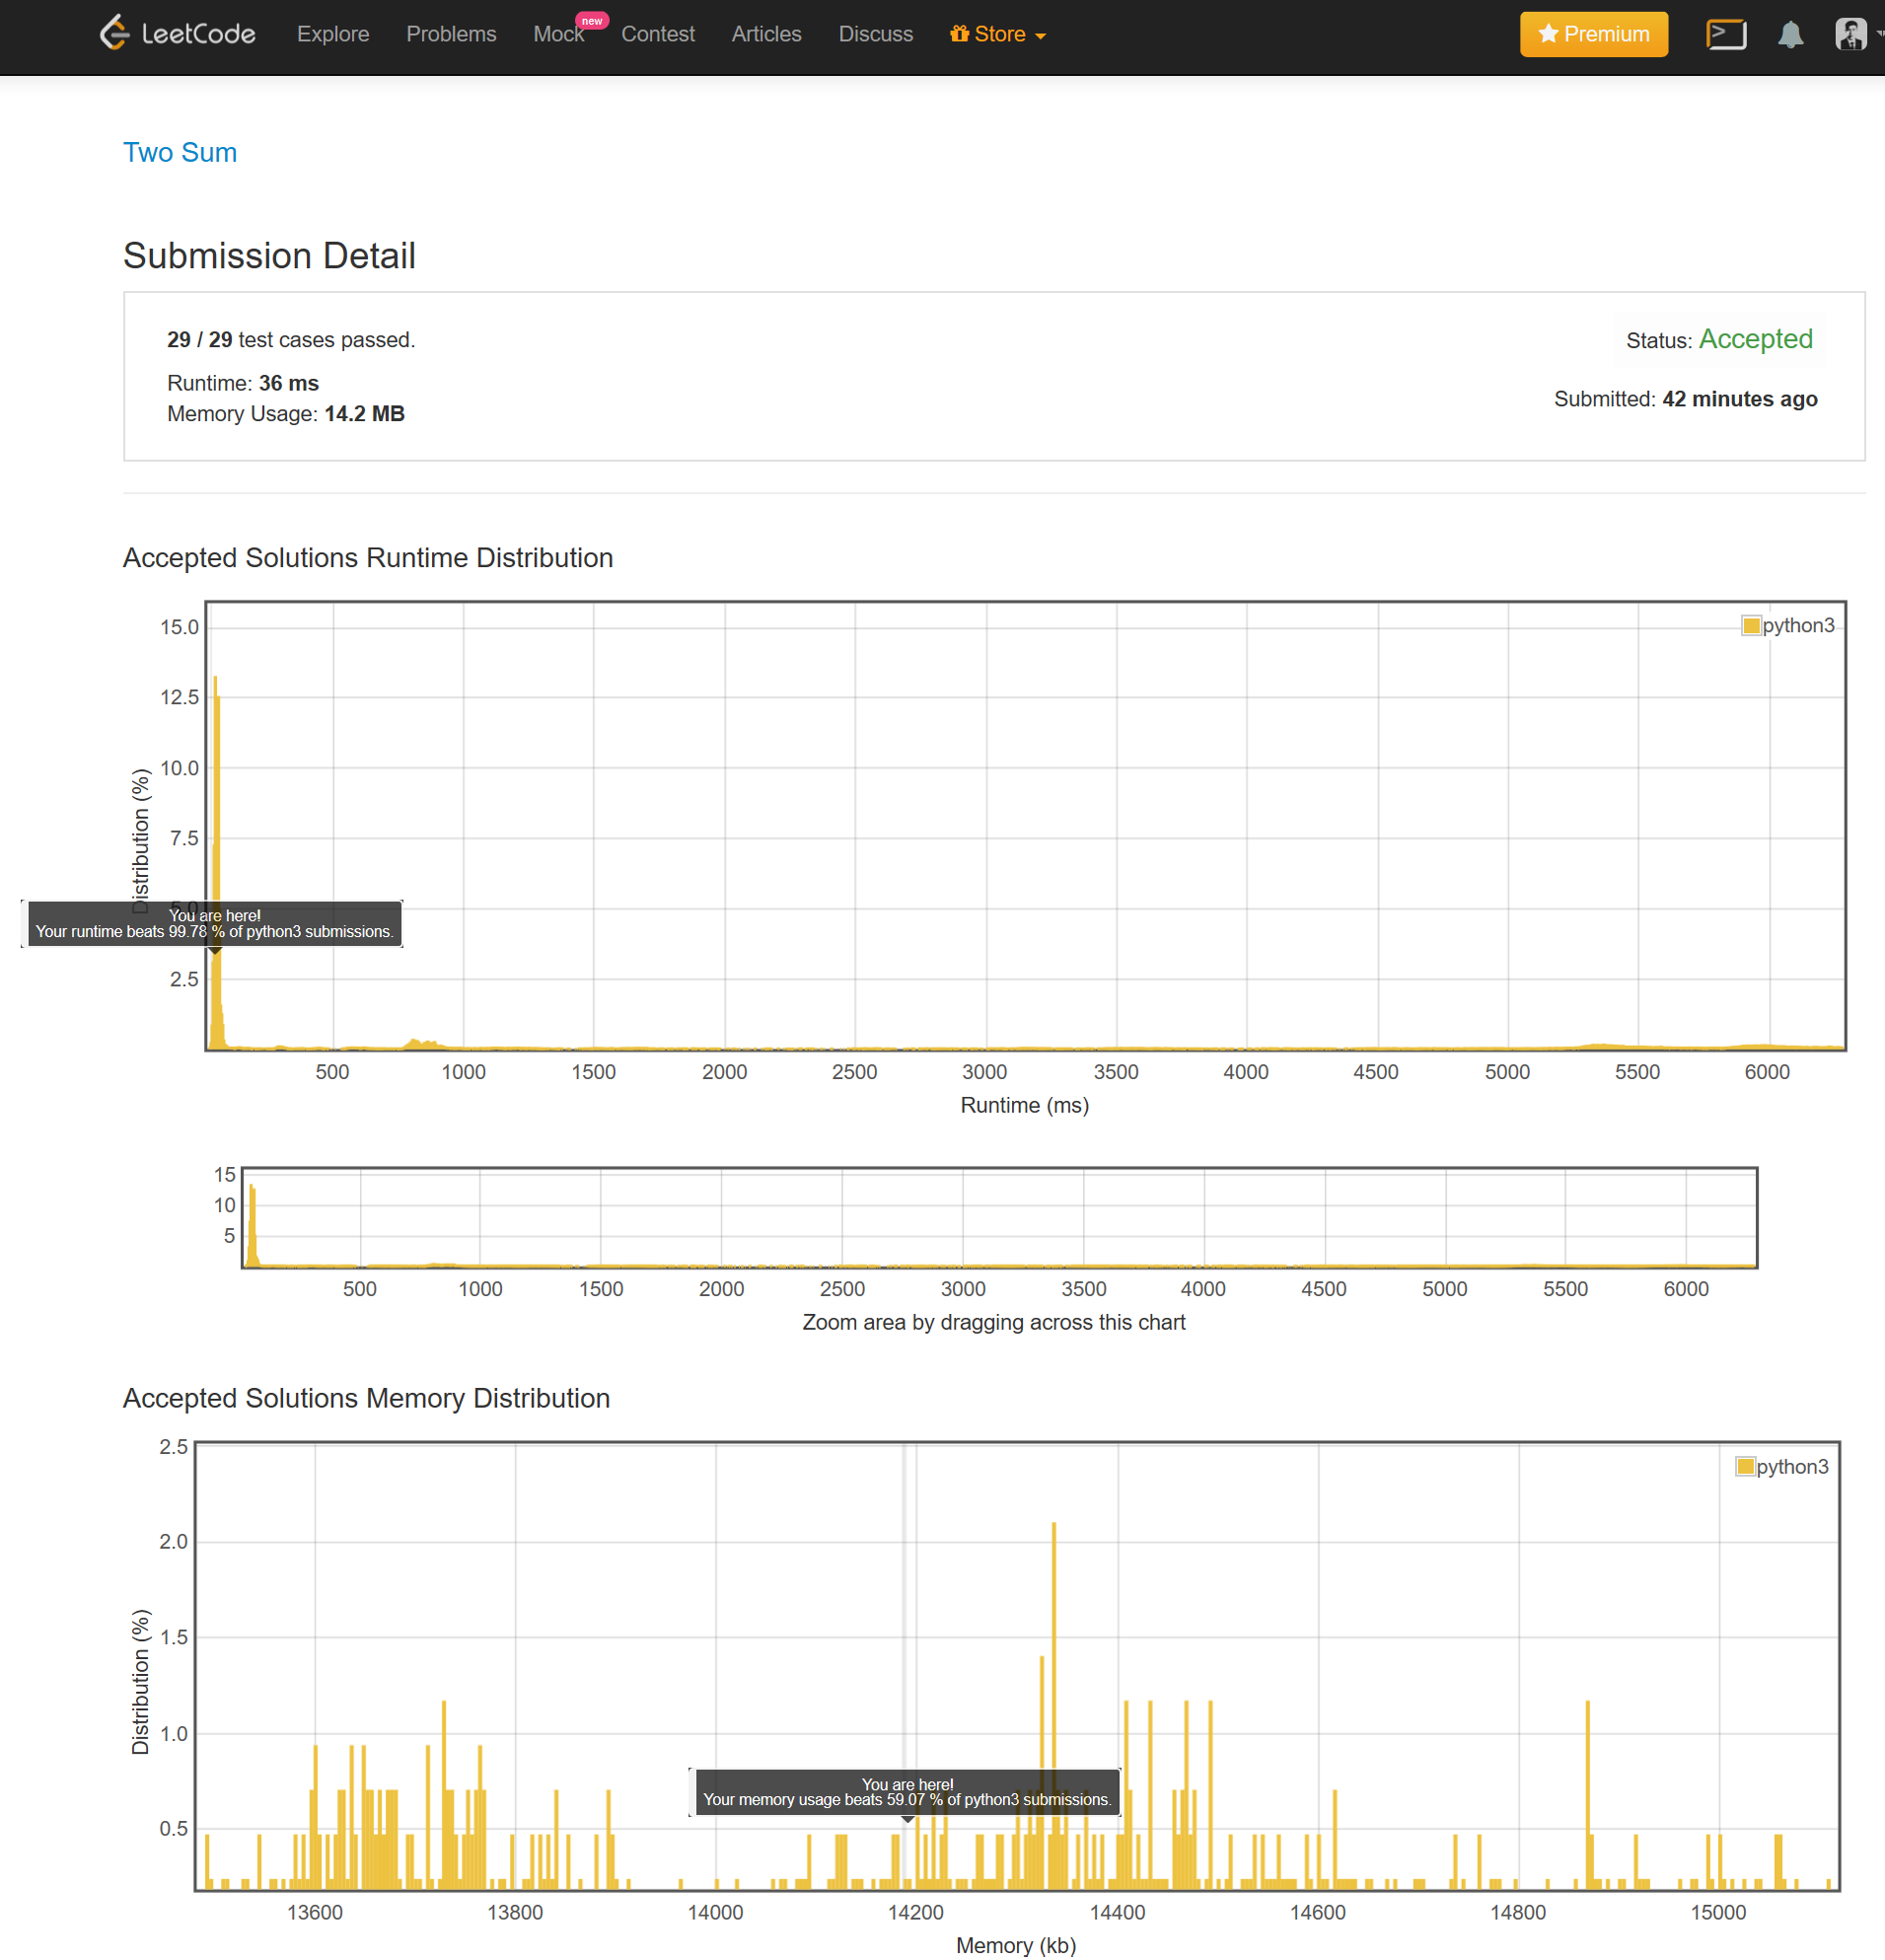 LeetCode Explore Problems Mock new Contest Articles Discuss Store Premium
Two Sum
Submission Detail
29 / 29 test cases passed.
Status: Accepted
Runtime: 36 ms
Submitted: 42 minutes ago
Memory Usage: 14.2 MB
Accepted Solutions Runtime Distribution
python3
15.0
12.5
10.0
7.5
5.0
2.5
Distribution (%)
You are here!
Your runtime beats 99.78 % of python3 submissions.
500 1000 1500 2000 2500 3000 3500 4000 4500 5000 5500 6000
Runtime (ms)
15
10
5
500 1000 1500 2000 2500 3000 3500 4000 4500 5000 5500 6000
Zoom area by dragging across this chart
Accepted Solutions Memory Distribution
python3
2.5
2.0
1.5
1.0
0.5
Distribution (%)
You are here!
Your memory usage beats 59.07 % of python3 submissions.
13600 13800 14000 14200 14400 14600 14800 15000
Memory (kb)